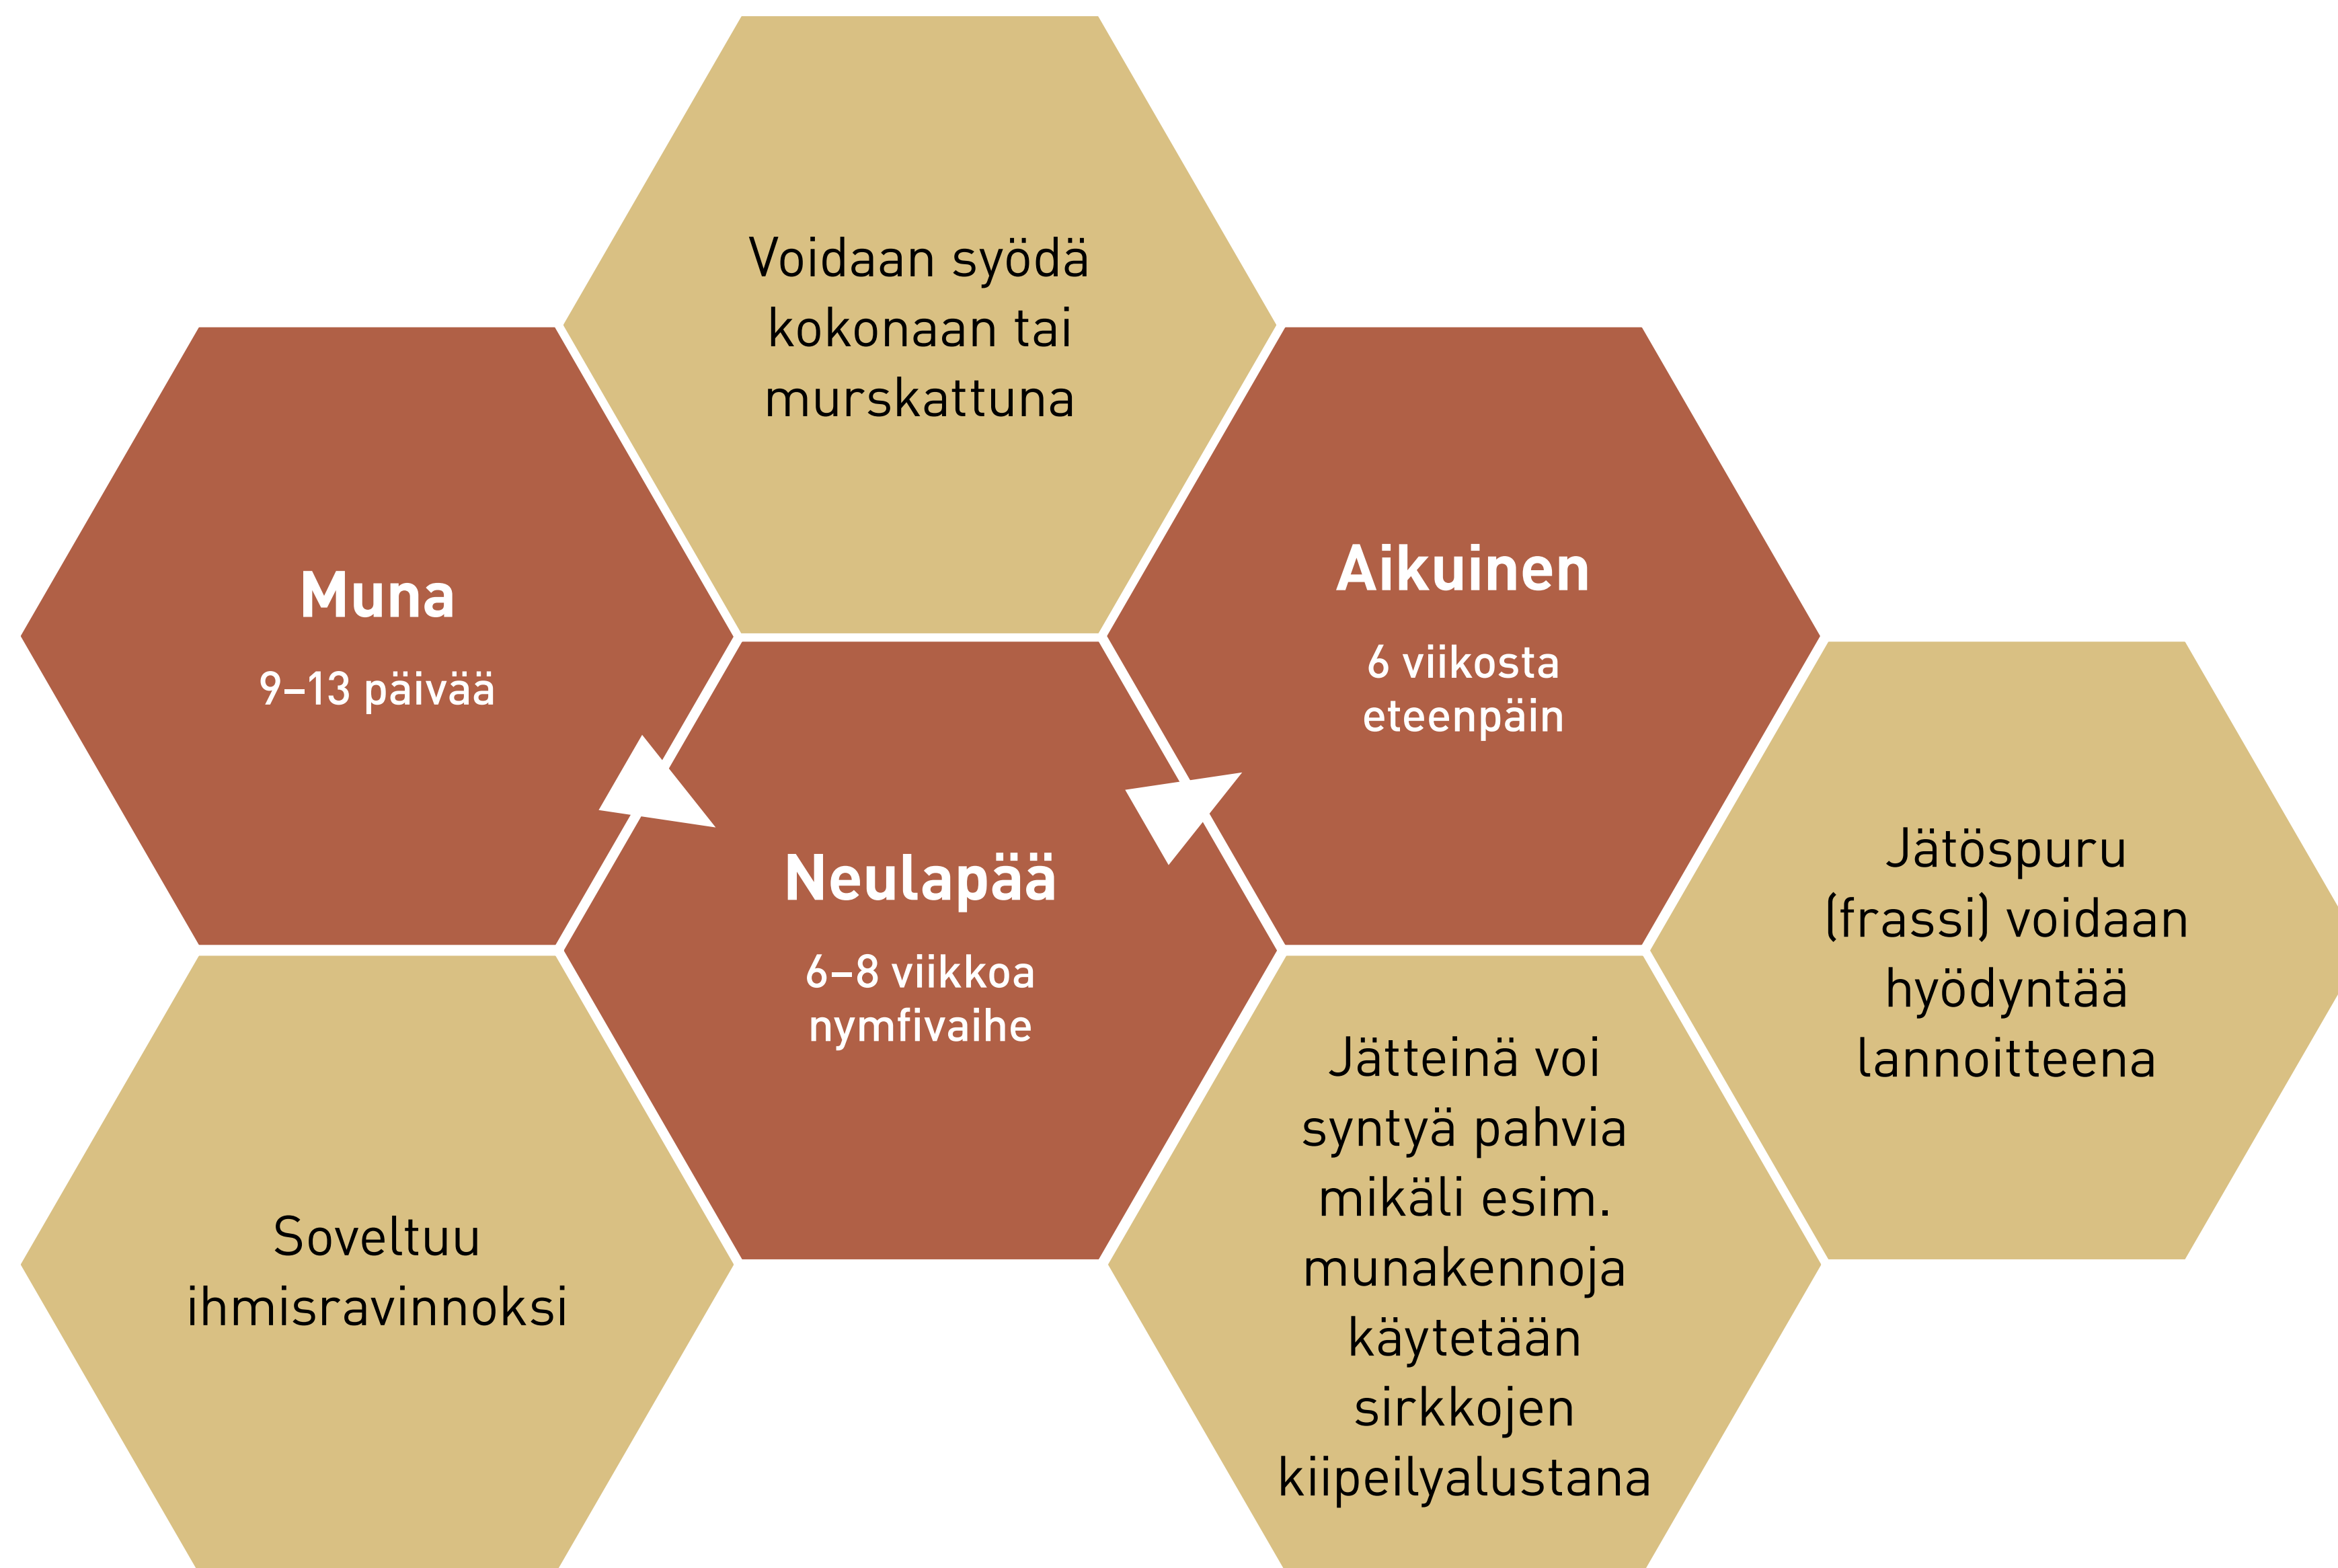 Voidaan syödä
kokonaan tai
murskattuna
Muna
9–13 päivää
Aikuinen
6 viikosta
eteenpäin
Neulapää
6–8 viikkoa
nymfivaihe
Jätöspuru
(frassi) voidaan
hyödyntää
lannoitteena
Soveltuu
ihmisravinnoksi
Jätteinä voi
syntyä pahvia
mikäli esim.
munakennoja
käytetään
sirkkojen
kiipeilyalustana